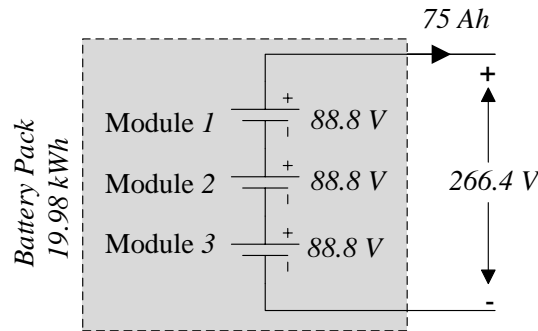 75 Ah
Battery Pack
19.98 kWh
+
Module 1
+
-
88.8 V
Module 2
+
-
88.8 V
266.4 V
Module 3
+
-
88.8 V
-